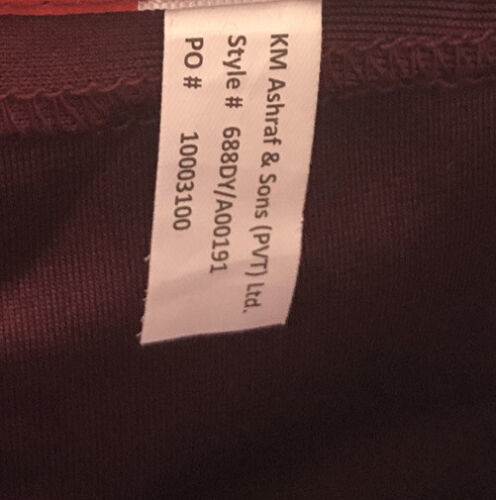 KM Ashraf & Sons (PVT) Ltd.
Style # 688DY/A00191
PO # 10003100